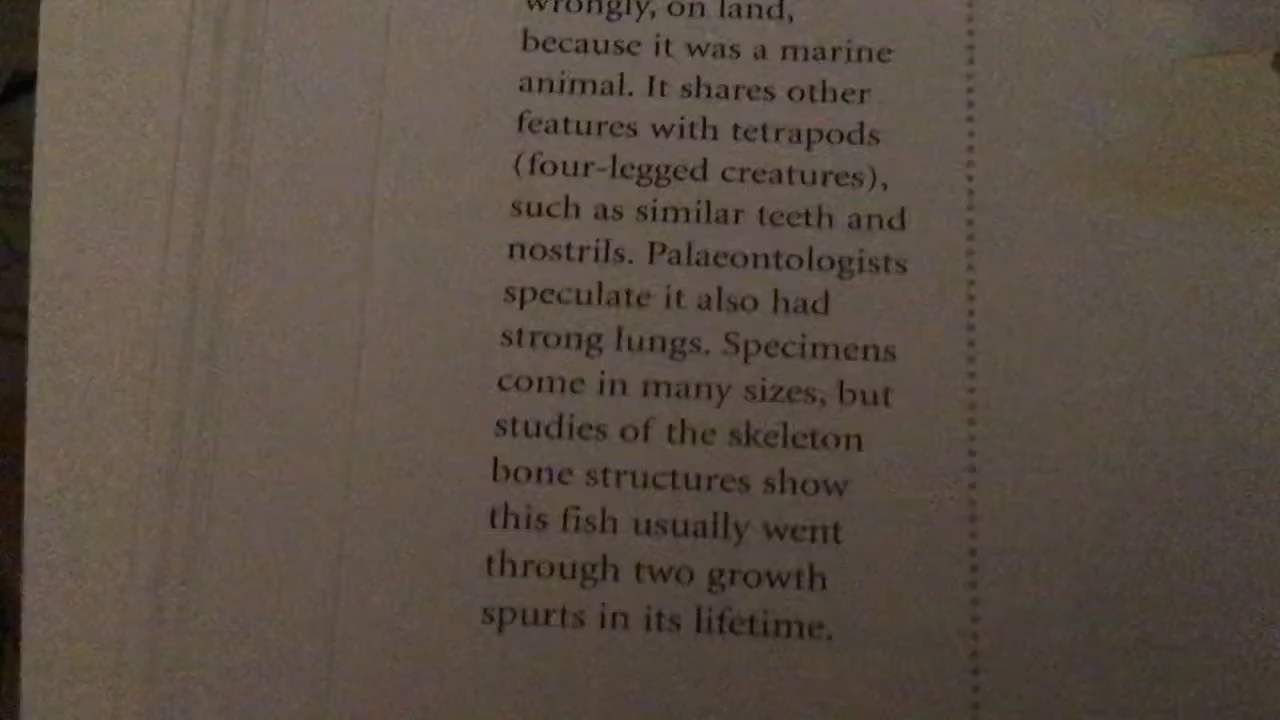 wrongly, on land,
because it was a marine
animal. It shares other
features with tetrapods
(four-legged creatures),
such as similar teeth and
nostrils. Palaeontologists
speculate it also had
strong lungs. Specimens
come in many sizes, but
studies of the skeleton
bone structures show
this fish usually went
through two growth
spurts in its lifetime.